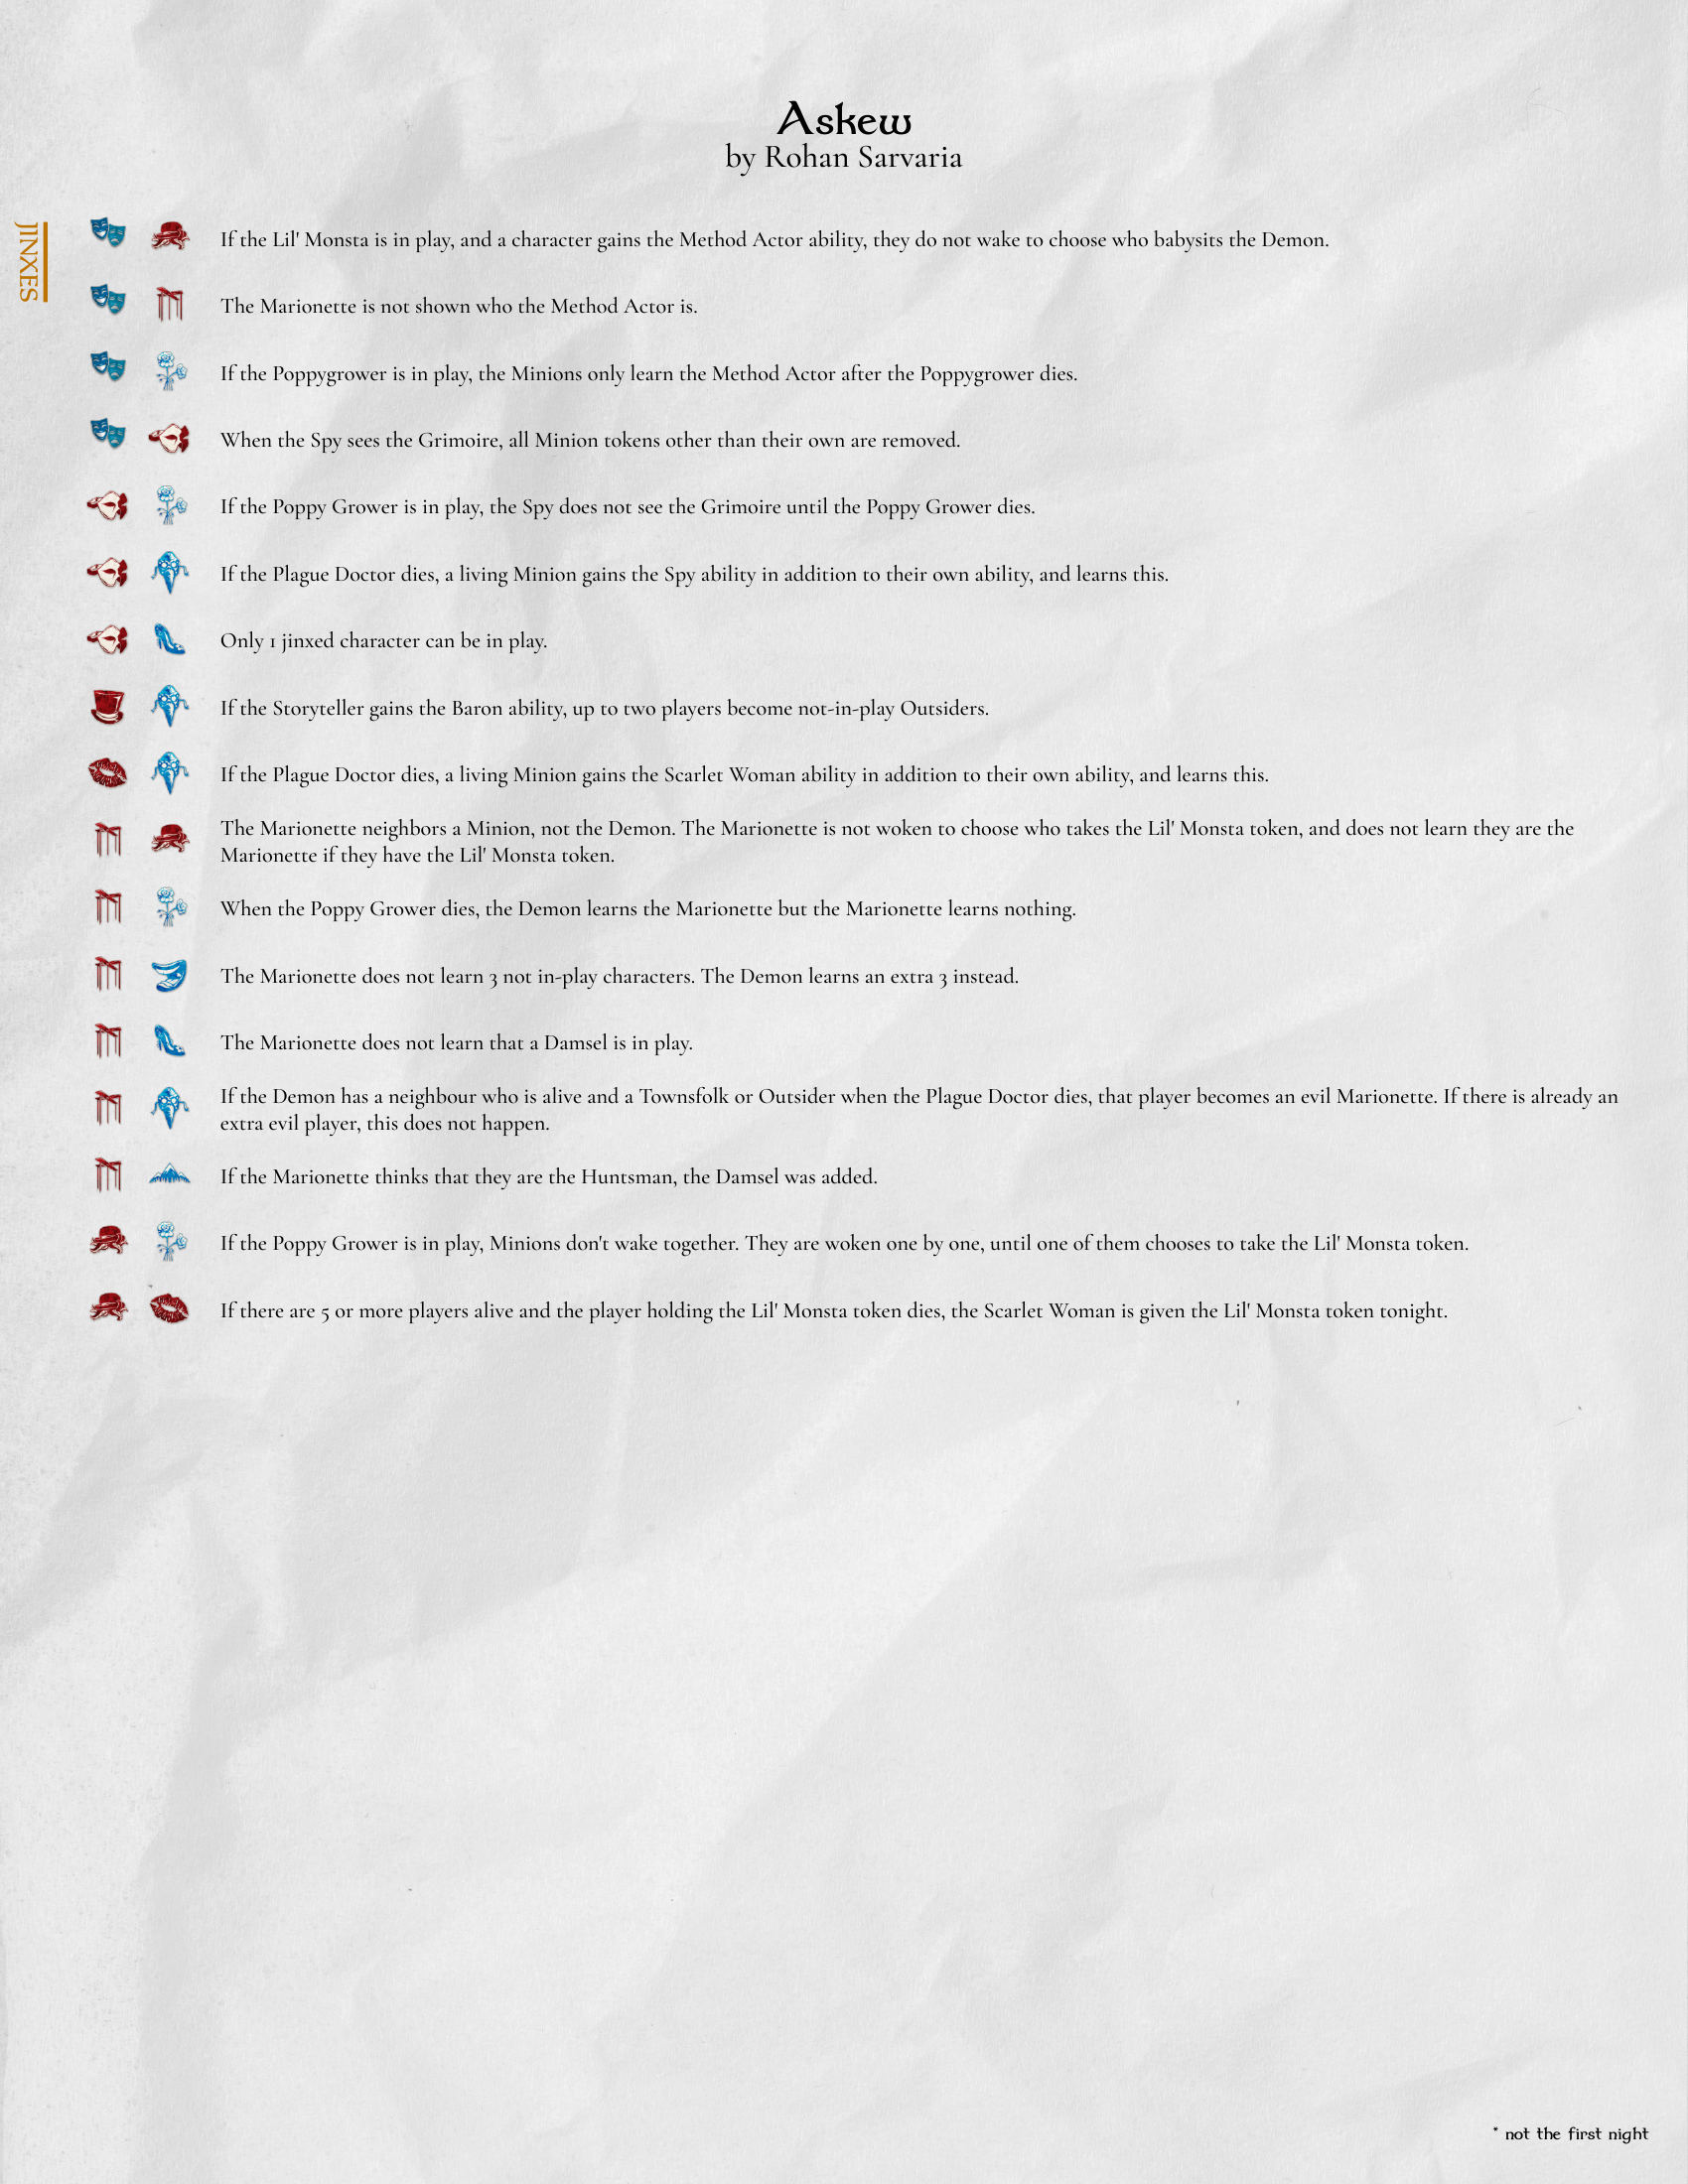 Askew
by Rohan Sarvaria
JINXES
If the Lil' Monsta is in play, and a character gains the Method Actor ability, they do not wake to choose who babysits the Demon.
The Marionette is not shown who the Method Actor is.
If the Poppygrower is in play, the Minions only learn the Method Actor after the Poppygrower dies.
When the Spy sees the Grimoire, all Minion tokens other than their own are removed.
If the Poppy Grower is in play, the Spy does not see the Grimoire until the Poppy Grower dies.
If the Plague Doctor dies, a living Minion gains the Spy ability in addition to their own ability, and learns this.
Only 1 jinxed character can be in play.
If the Storyteller gains the Baron ability, up to two players become not-in-play Outsiders.
If the Plague Doctor dies, a living Minion gains the Scarlet Woman ability in addition to their own ability, and learns this.
The Marionette neighbors a Minion, not the Demon. The Marionette is not woken to choose who takes the Lil' Monsta token, and does not learn they are the
Marionette if they have the Lil' Monsta token.
When the Poppy Grower dies, the Demon learns the Marionette but the Marionette learns nothing.
The Marionette does not learn 3 not in-play characters. The Demon learns an extra 3 instead.
The Marionette does not learn that a Damsel is in play.
If the Demon has a neighbour who is alive and a Townsfolk or Outsider when the Plague Doctor dies, that player becomes an evil Marionette. If there is already an
extra evil player, this does not happen.
If the Marionette thinks that they are the Huntsman, the Damsel was added.
If the Poppy Grower is in play, Minions don't wake together. They are woken one by one, until one of them chooses to take the Lil' Monsta token.
If there are 5 or more players alive and the player holding the Lil' Monsta token dies, the Scarlet Woman is given the Lil' Monsta token tonight.
* not the first night